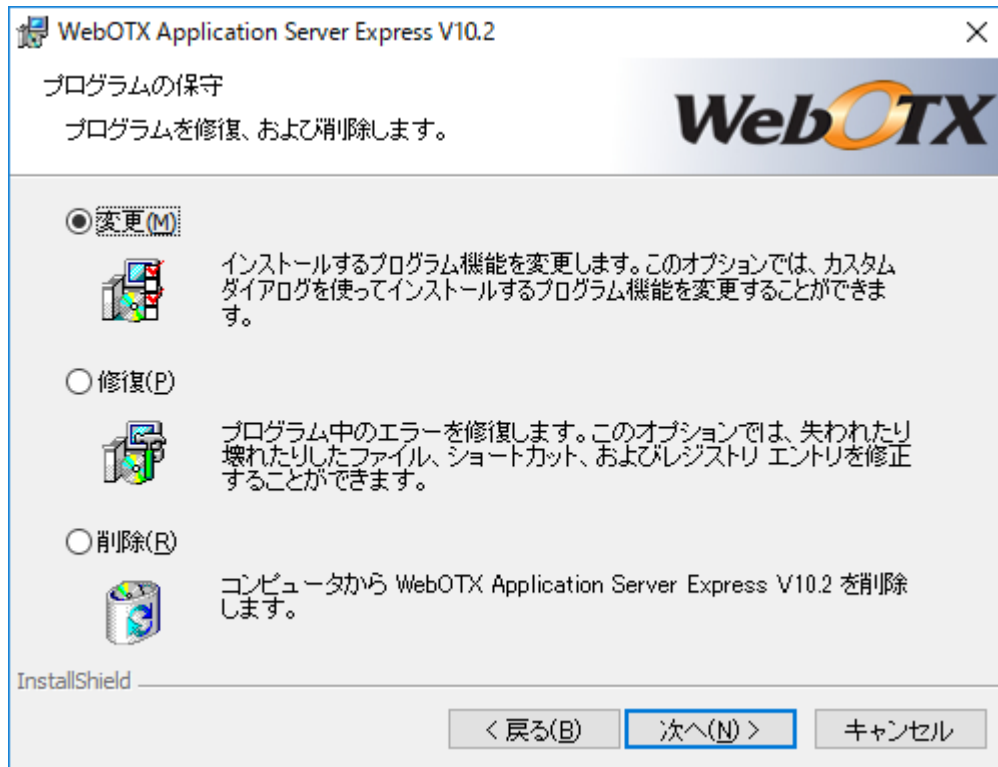 WebOTX Application Server Express V10.2
プログラムの保守
プログラムを修復、および削除します。
WebOTX
変更(M)
インストールするプログラム機能を変更します。このオプションでは、カスタム
ダイアログを使ってインストールするプログラム機能を変更することができま
す。
修復(P)
プログラム中のエラーを修復します。このオプションでは、失われたり
壊れたりしたファイル、ショートカット、およびレジストリ エントリを修正
することができます。
削除(R)
コンピュータから WebOTX Application Server Express V10.2 を削除
します。
InstallShield
< 戻る(B)
次へ(N) >
キャンセル